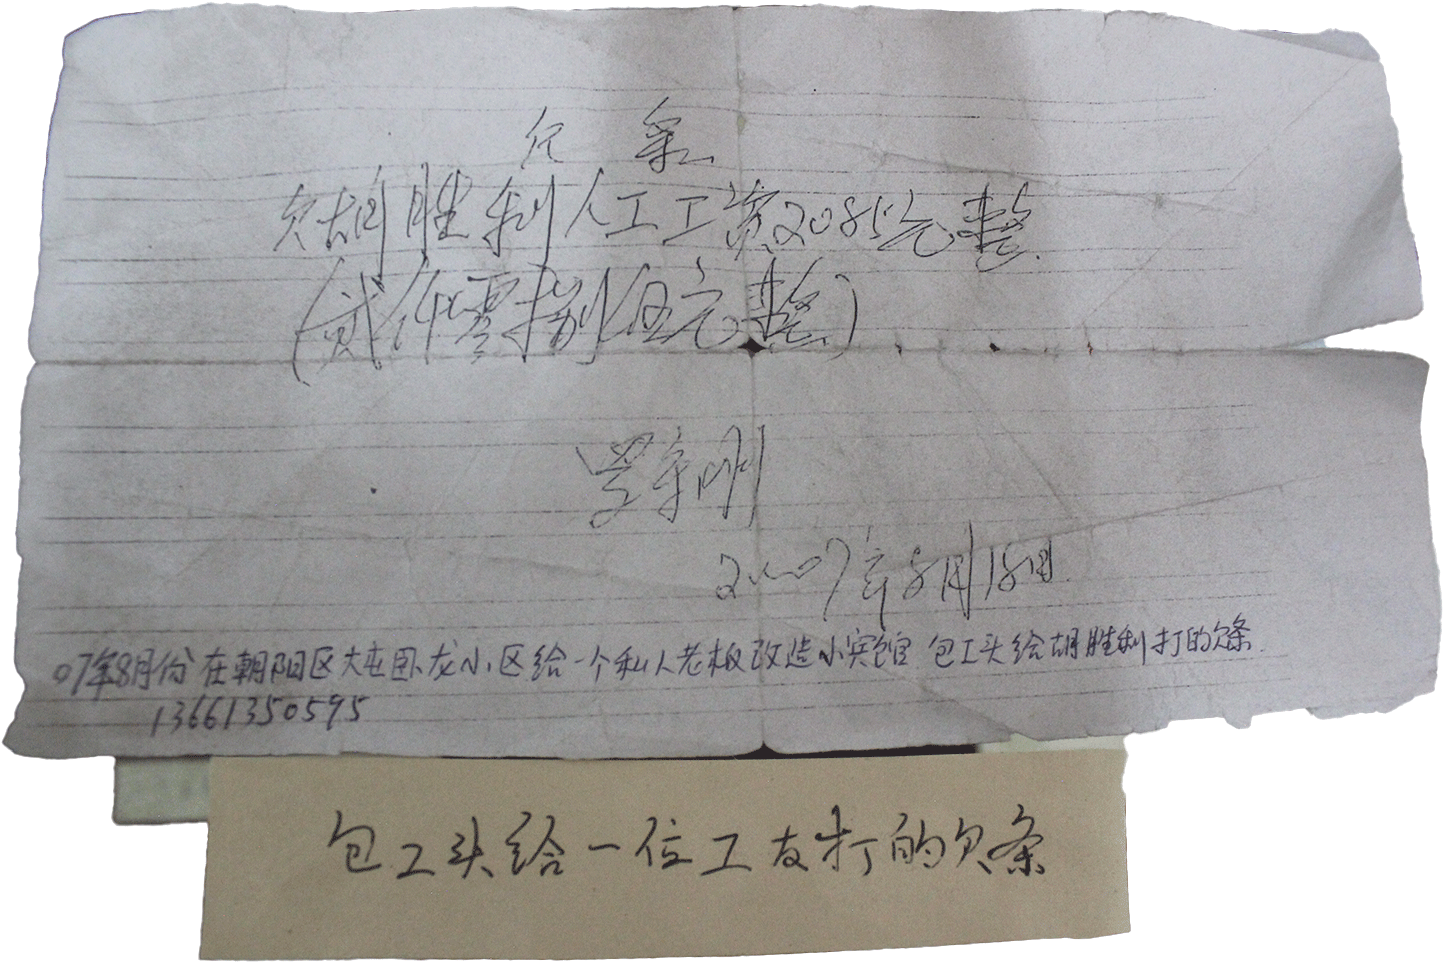 欠条
欠胡胜利人工工资2085元整
(贰仟零捌伍元整)
2007年8月18日
07年8月份在朝阳区大屯卧龙小区给一个私人老板改造小宾馆 包工头给胡胜利打的欠条.
13661350595
包工头给一位工友打的欠条